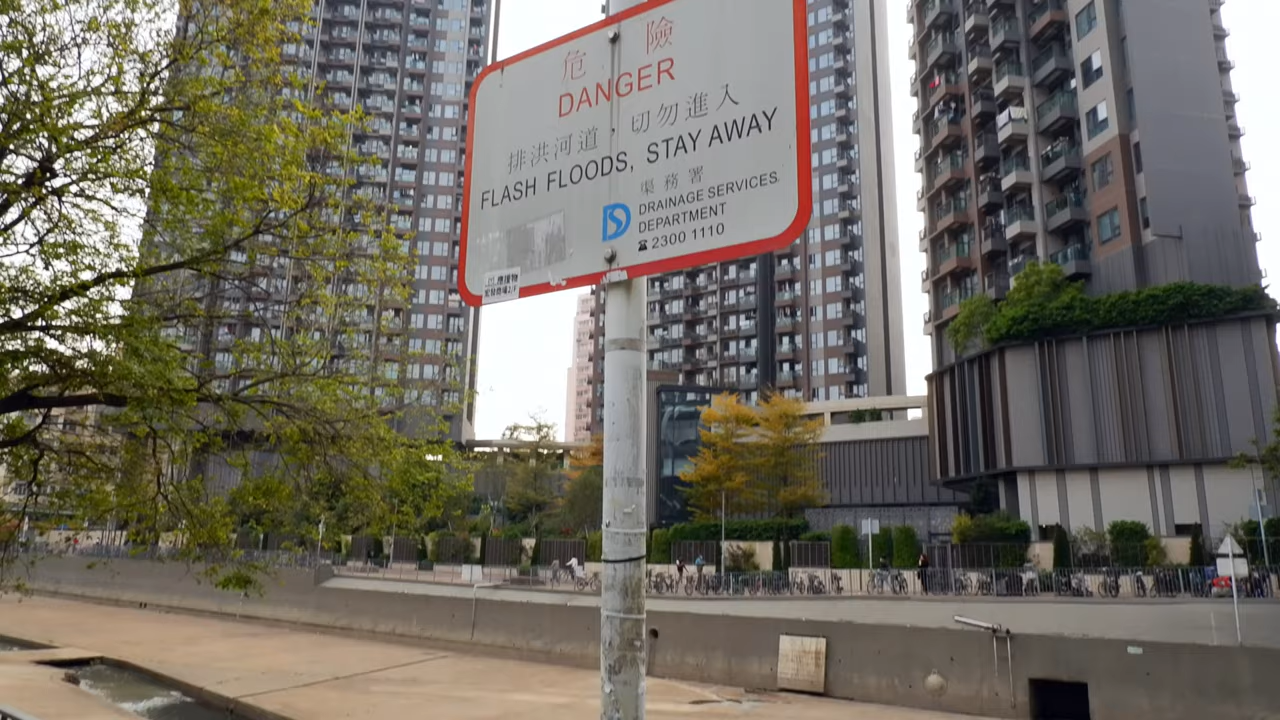 危 險
DANGER
排洪河道，切勿進入
FLASH FLOODS, STAY AWAY
渠務署
DRAINAGE SERVICES
DEPARTMENT
☎ 2300 1110